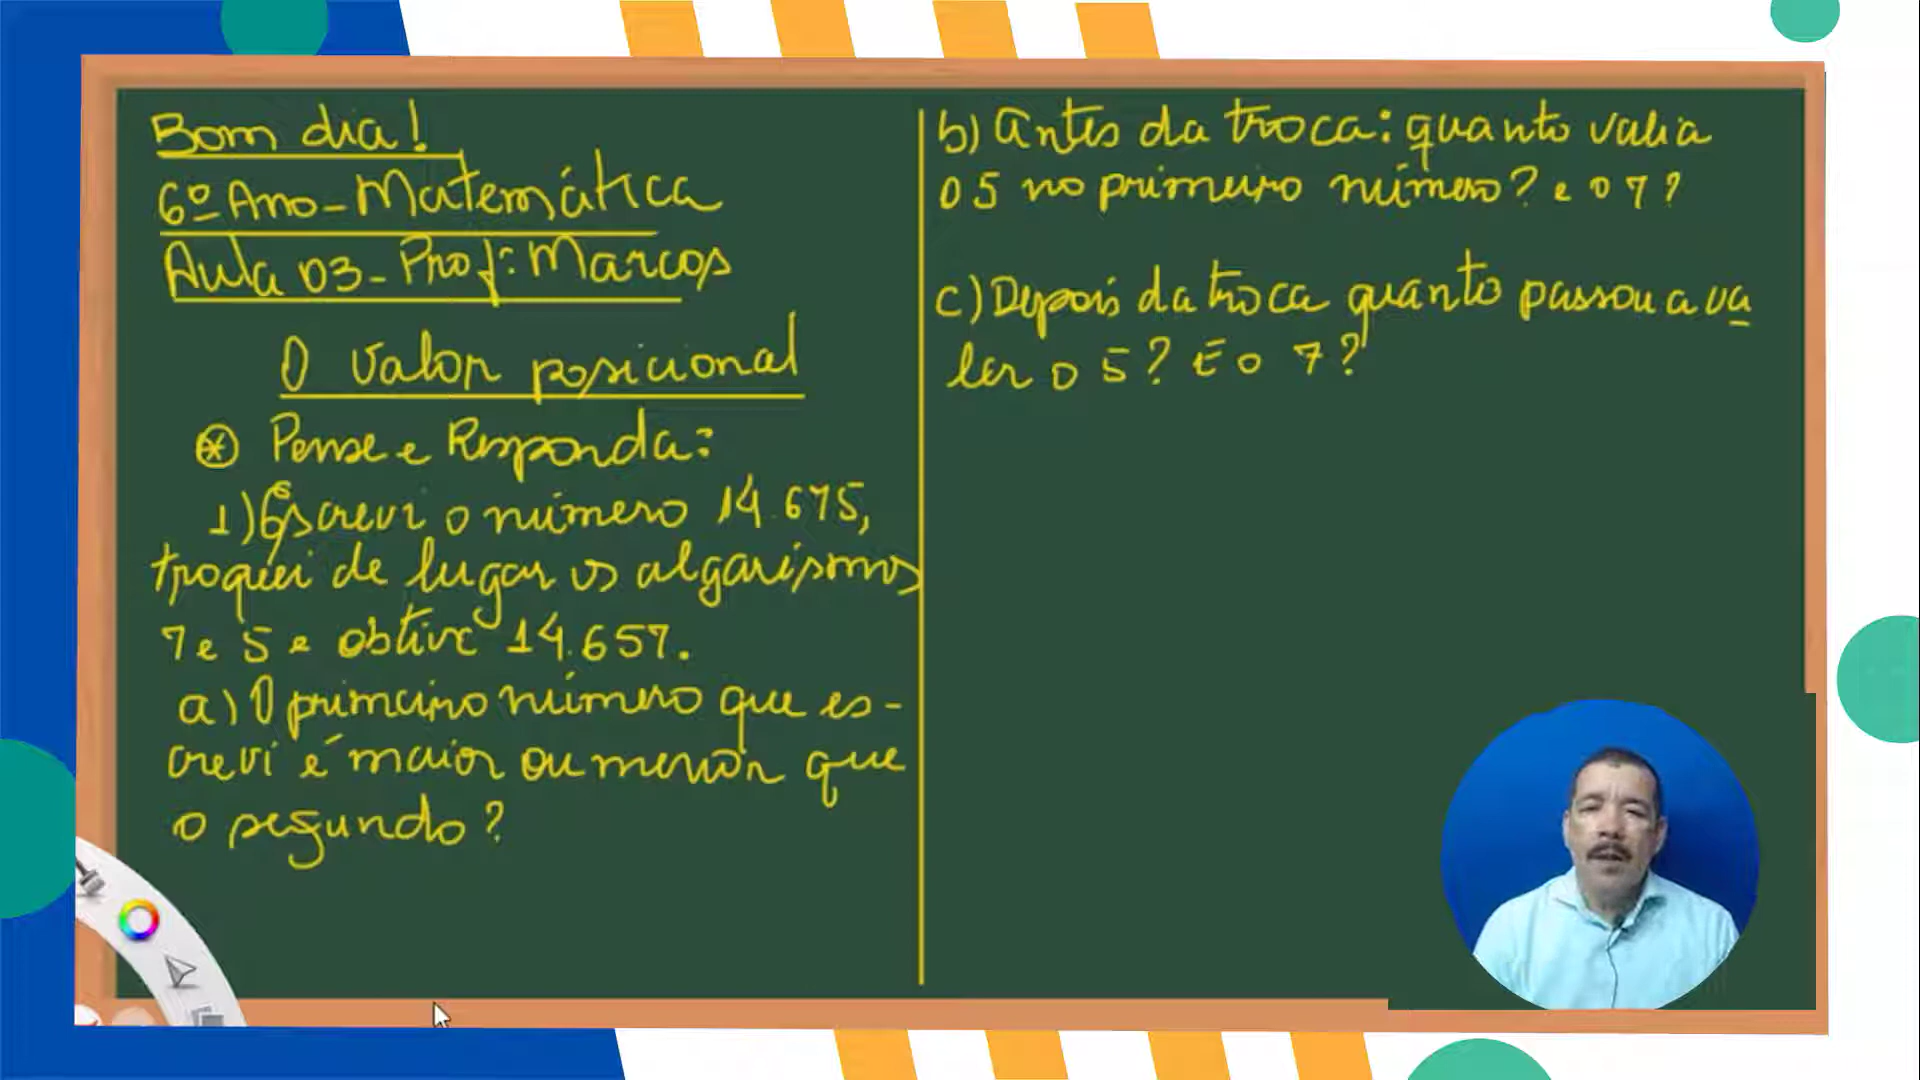 Bom dia!
6º Ano - Matemática
Aula 03 - Prof: Marcos
O valor posicional
* Pense e Responda:
1) Escrevi o número 14.675,
troquei de lugar os algarismos
7 e 5 e obtive 14.657.
a) O primeiro número que es-
crevi é maior ou menor que
o segundo?
b) Antes da troca: quanto valia
o 5 no primeiro número? e o 7?
c) Depois da troca quanto passou a va
ler o 5? E o 7?